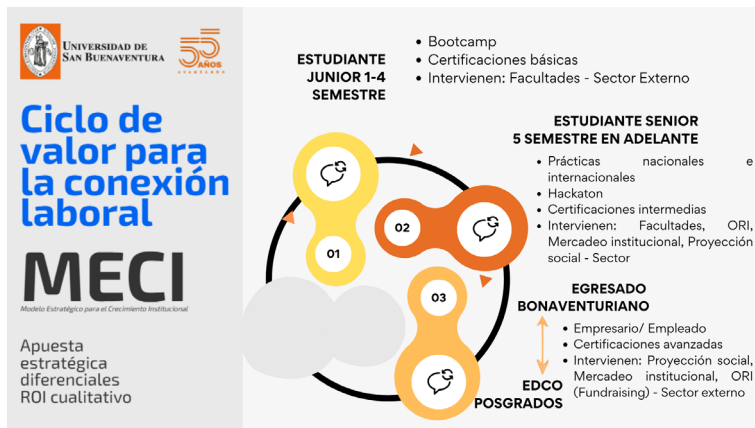 UNIVERSIDAD DE
SAN BUENAVENTURA
55
AÑOS
AVANZANDO
Ciclo de
valor para
la conexión
laboral
MECI
Modelo Estratégico para el Crecimiento Institucional
Apuesta
estratégica
diferenciales
ROI cualitativo
ESTUDIANTE
JUNIOR 1-4
SEMESTRE
• Bootcamp
• Certificaciones básicas
• Intervienen: Facultades - Sector Externo
01
ESTUDIANTE SENIOR
5 SEMESTRE EN ADELANTE
• Prácticas nacionales e
internacionales
• Hackaton
• Certificaciones intermedias
• Intervienen: Facultades, ORI,
Mercadeo institucional, Proyección
social - Sector
02
03
EGRESADO
BONAVENTURIANO
• Empresario/ Empleado
• Certificaciones avanzadas
• Intervienen: Proyección social,
Mercadeo institucional, ORI
(Fundraising) - Sector externo
EDCO
POSGRADOS